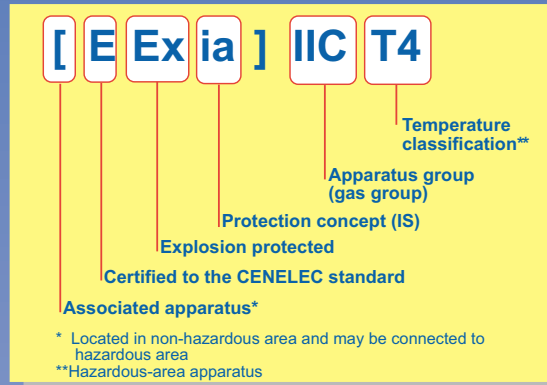 [ E Ex ia ] IIC T4
Temperature
classification**
Apparatus group
(gas group)
Protection concept (IS)
Explosion protected
Certified to the CENELEC standard
Associated apparatus*
* Located in non-hazardous area and may be connected to
hazardous area
**Hazardous-area apparatus